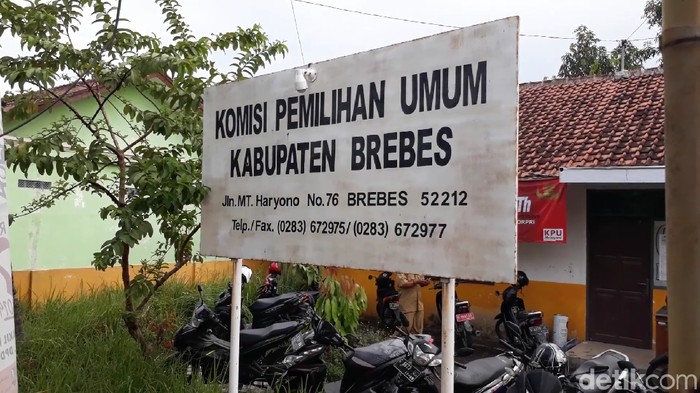 KOMISI PEMILIHAN UMUM
KABUPATEN BREBES
Jln. MT. Haryono No.76 BREBES 52212
Telp./Fax. (0283) 672975/ (0283) 672977
KORPRI
KPU
detikcom